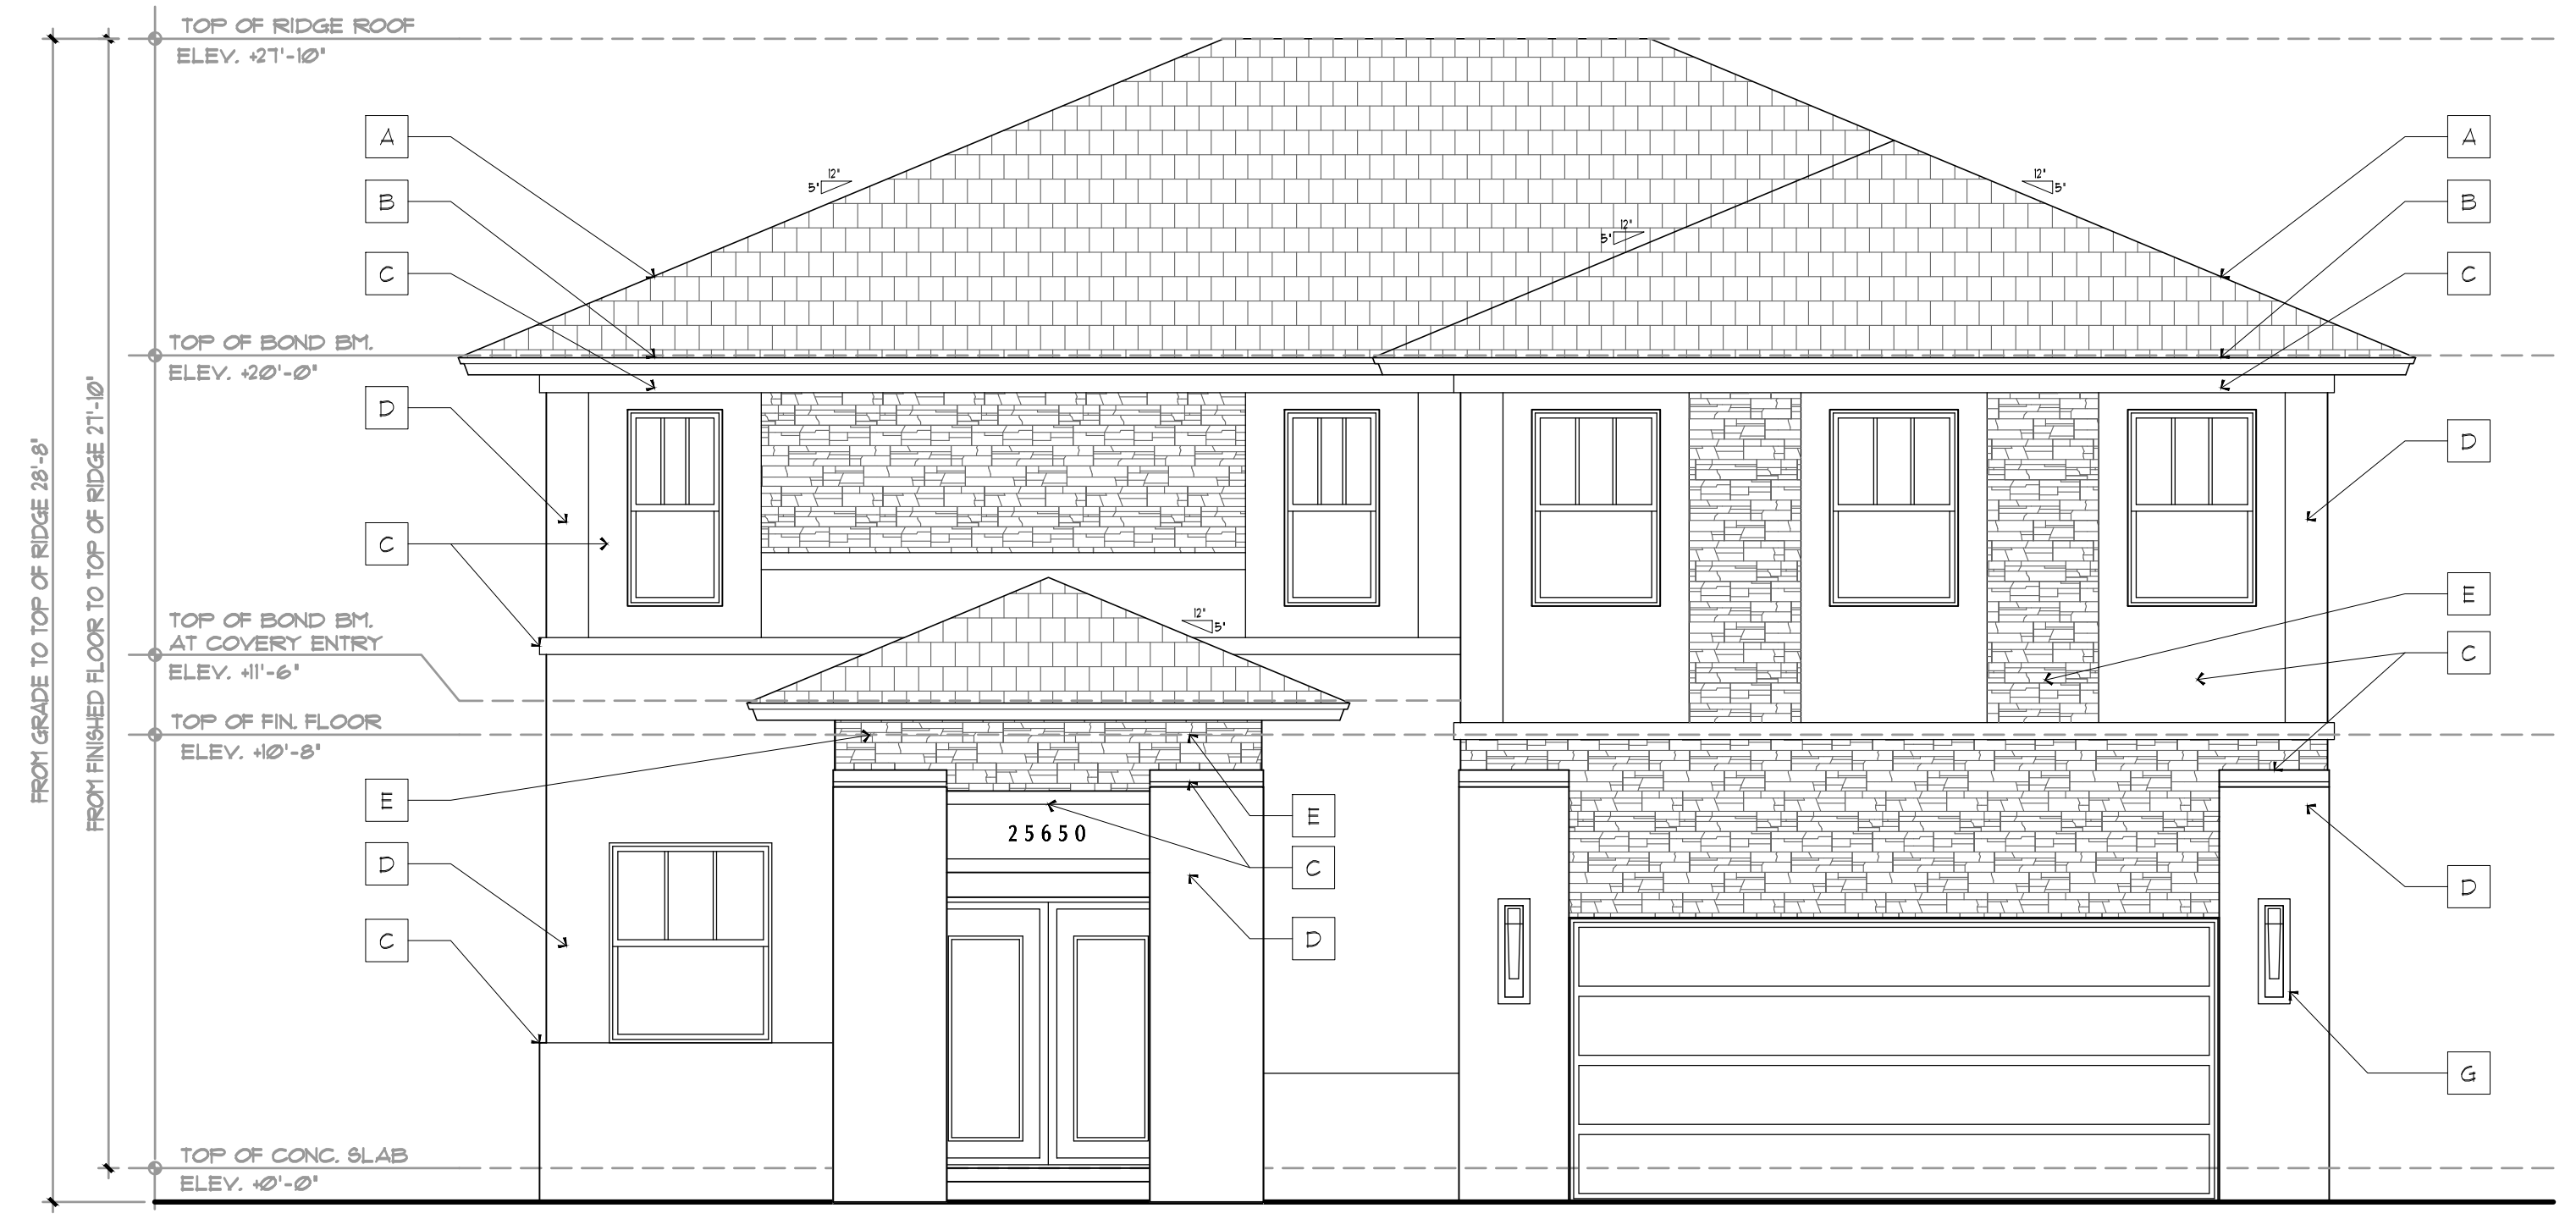 TOP OF RIDGE ROOF
ELEV. +27'-10"
A
B
C
TOP OF BOND BM.
ELEV. +20'-0"
D
C
TOP OF BOND BM.
AT COVERY ENTRY
ELEV. +11'-6"
TOP OF FIN. FLOOR
ELEV. +10'-8"
E
D
C
TOP OF CONC. SLAB
ELEV. +0'-0"
FROM GRADE TO TOP OF RIDGE 28'-8"
FROM FINISHED FLOOR TO TOP OF RIDGE 27'-10"
12"
5"
12"
5"
12"
5"
12"
5"
25650
E
C
D
A
B
C
D
E
C
D
G